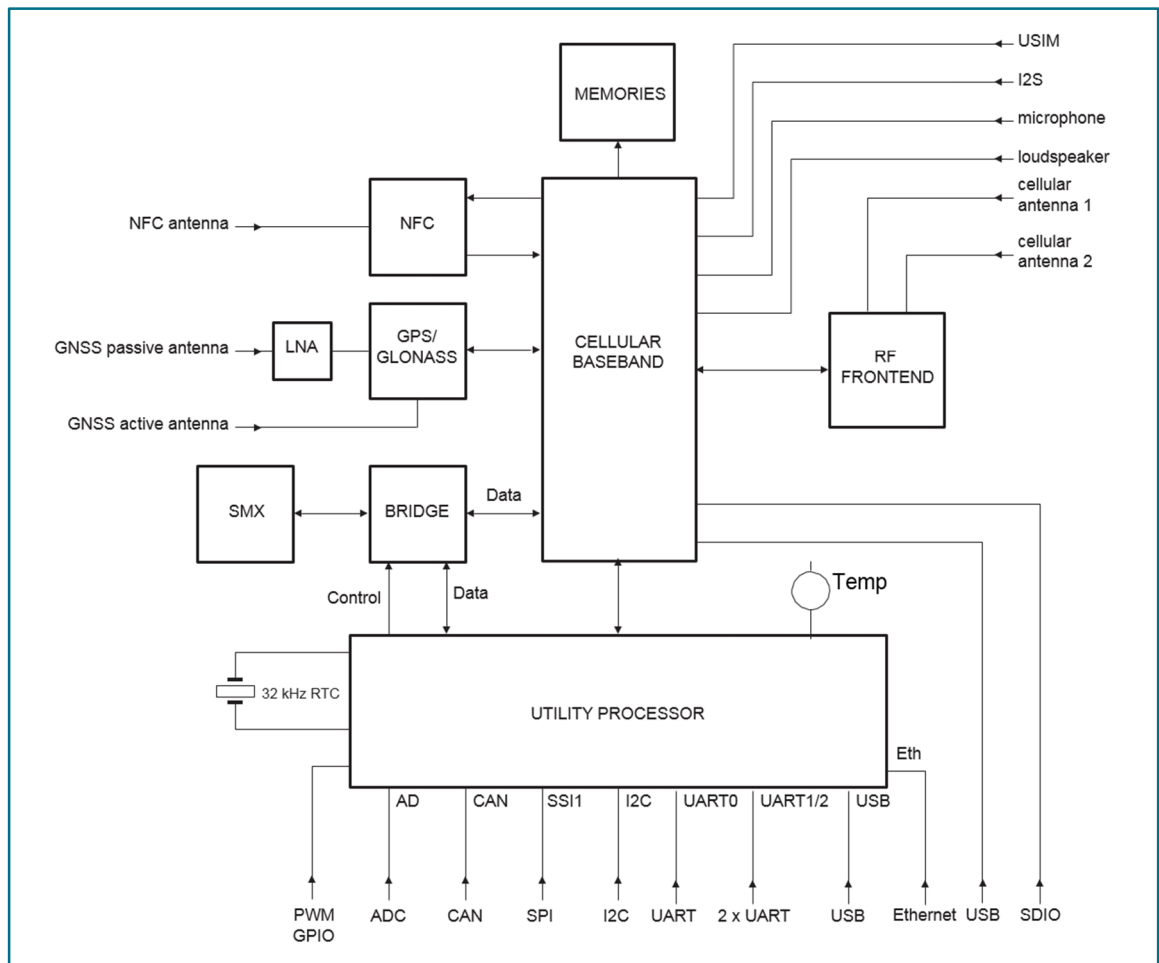 USIM
I2S
microphone
loudspeaker
cellular
antenna 1
cellular
antenna 2
MEMORIES
NFC antenna
NFC
GNSS passive antenna
LNA
GPS/
GLONASS
CELLULAR
BASEBAND
RF
FRONTEND
GNSS active antenna
SMX
BRIDGE
Data
Control
Data
Temp
32 kHz RTC
UTILITY PROCESSOR
Eth
AD
CAN
SSI1
I2C
UART0
UART1/2
USB
PWM
GPIO
ADC
CAN
SPI
I2C
UART
2 x UART
USB
Ethernet
USB
SDIO